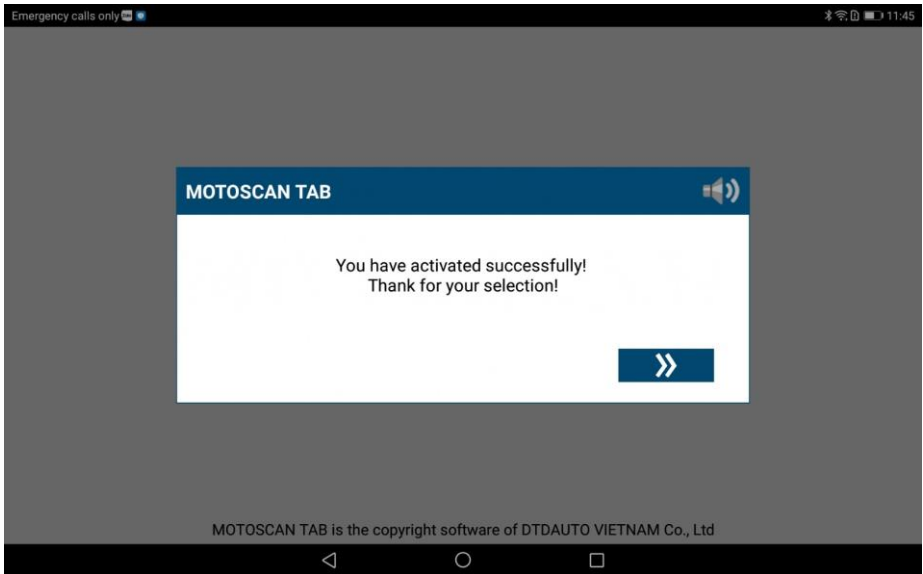 Emergency calls only
11:45
MOTOSCAN TAB
You have activated successfully!
Thank for your selection!
MOTOSCAN TAB is the copyright software of DTDAUTO VIETNAM Co., Ltd